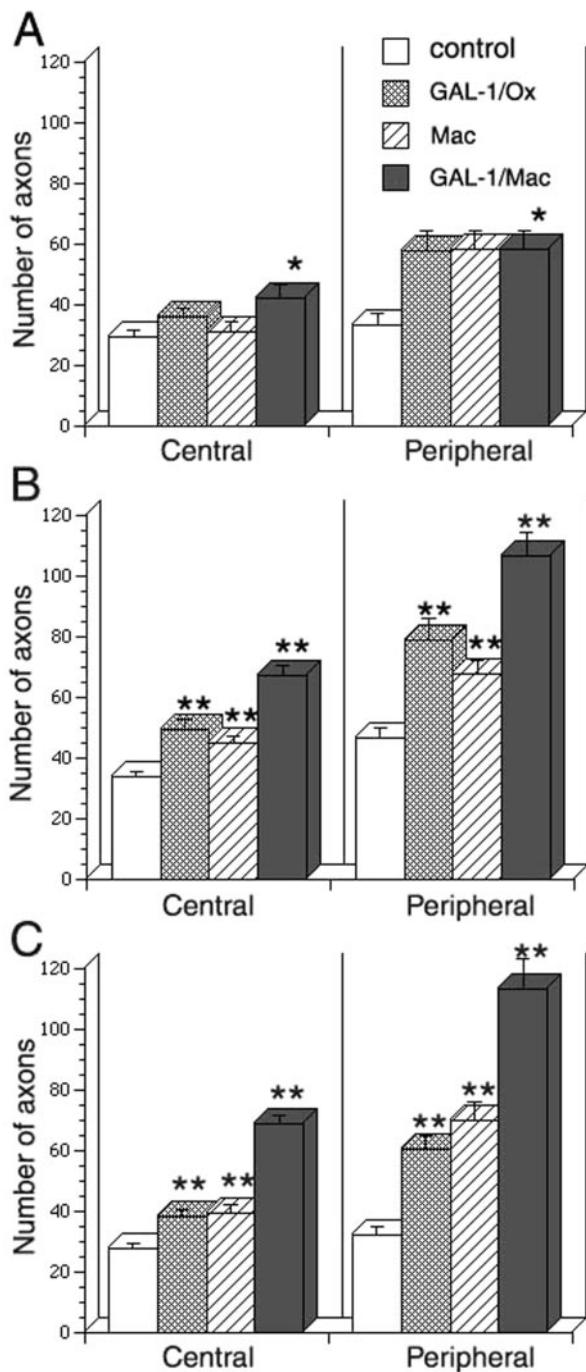 A
control
GAL-1/Ox
Mac
GAL-1/Mac
Number of axons
120
100
80
60
40
20
0
*
*
Central Peripheral
B
Number of axons
120
100
80
60
40
20
0
**
**
**
**
**
**
Central Peripheral
C
Number of axons
120
100
80
60
40
20
0
**
**
**
**
**
**
Central Peripheral